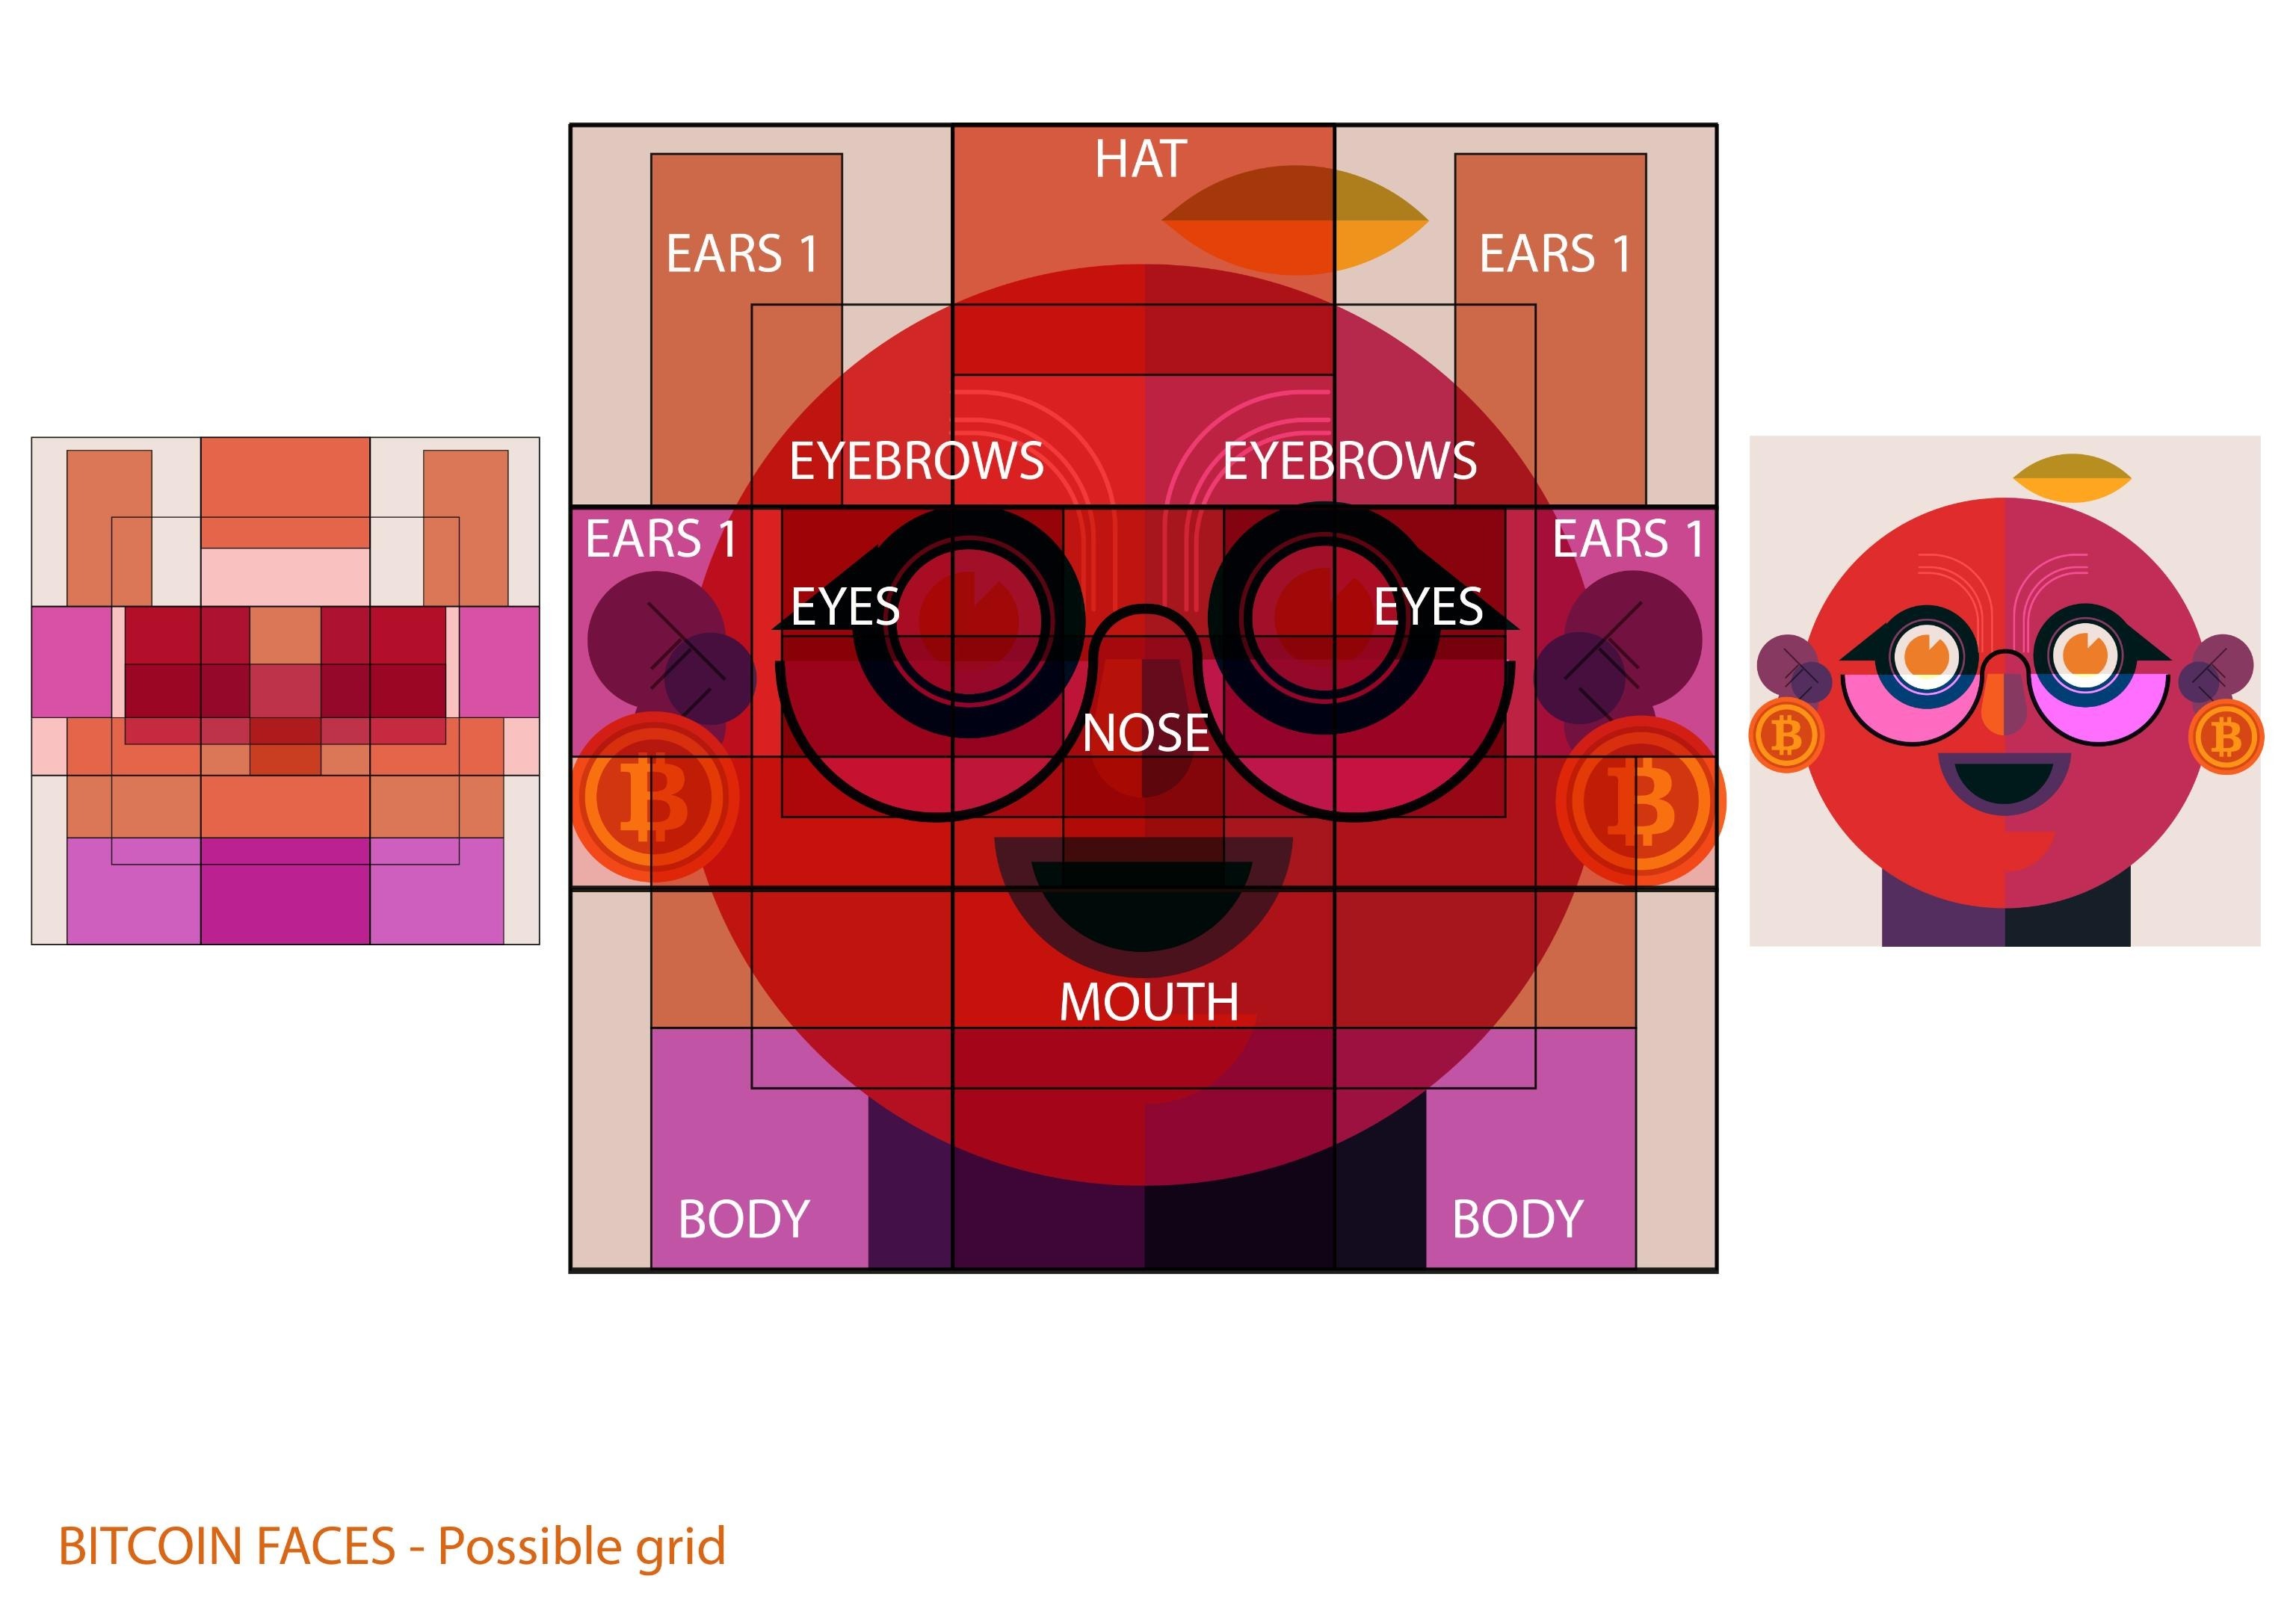 HAT
EARS 1 EARS 1
EYEBROWS EYEBROWS
EARS 1 EARS 1
EYES EYES
NOSE
MOUTH
BODY BODY
BITCOIN FACES - Possible grid